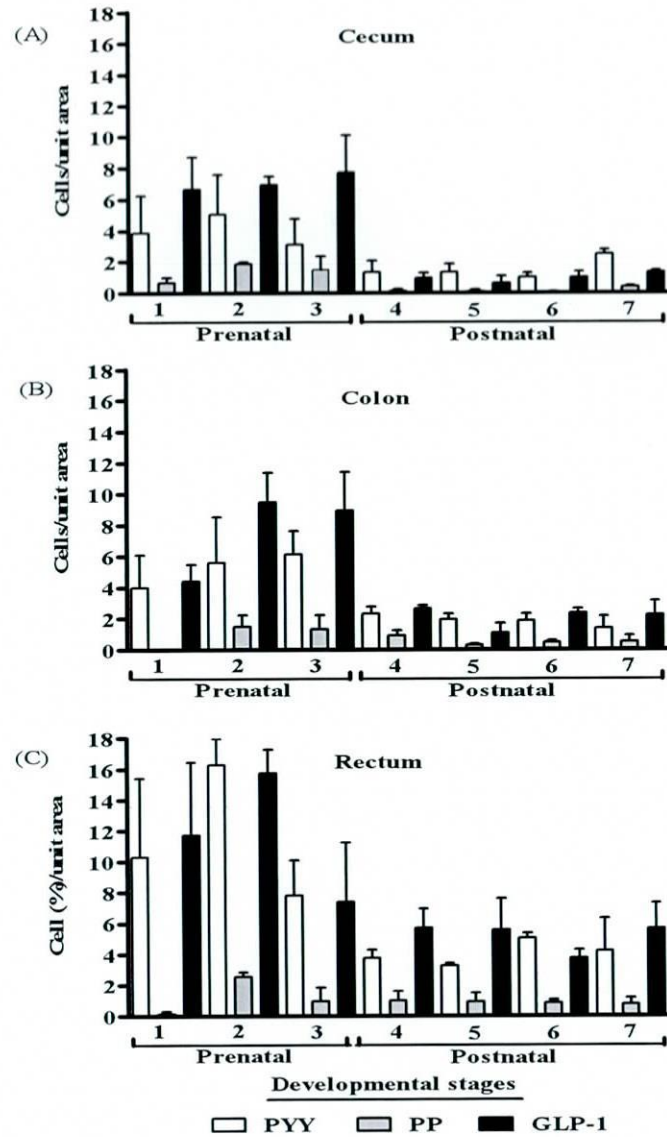 (A)
Cecum
Cells/unit area
18
16
14
12
10
8
6
4
2
0
1 2 3 4 5 6 7
Prenatal Postnatal
(B)
Colon
Cells/unit area
18
16
14
12
10
8
6
4
2
0
1 2 3 4 5 6 7
Prenatal Postnatal
(C)
Rectum
Cell (%)/unit area
18
16
14
12
10
8
6
4
2
0
1 2 3 4 5 6 7
Prenatal Postnatal
Developmental stages
PYY PP GLP-1